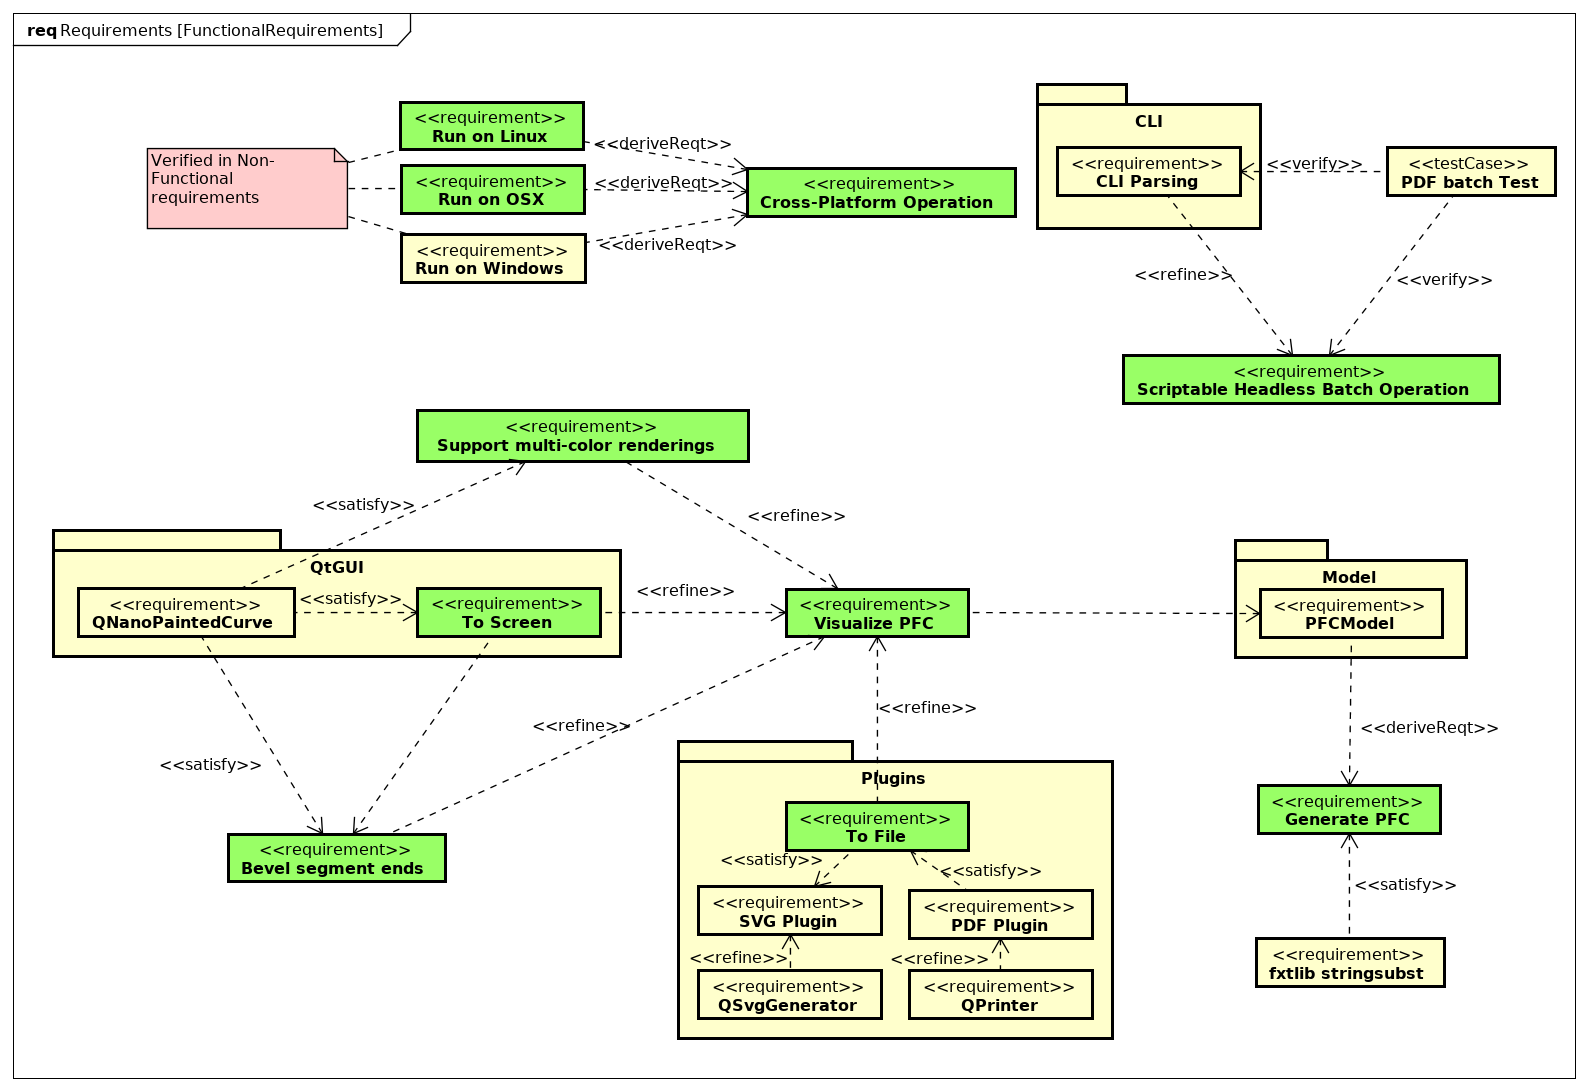 req Requirements [FunctionalRequirements]
Verified in Non-
Functional
requirements
<<requirement>>
Run on Linux
<<requirement>>
Run on OSX
<<requirement>>
Run on Windows
<<deriveReqt>>
<<deriveReqt>>
<<deriveReqt>>
<<requirement>>
Cross-Platform Operation
CLI
<<requirement>>
CLI Parsing
<<verify>>
<<testCase>>
PDF batch Test
<<refine>>
<<verify>>
<<requirement>>
Scriptable Headless Batch Operation
<<requirement>>
Support multi-color renderings
<<satisfy>>
<<refine>>
QtGUI
<<requirement>>
QNanoPaintedCurve
<<satisfy>>
<<requirement>>
To Screen
<<refine>>
<<requirement>>
Visualize PFC
Model
<<requirement>>
PFCModel
<<deriveReqt>>
<<satisfy>>
<<refine>>
<<refine>>
<<requirement>>
Bevel segment ends
Plugins
<<requirement>>
To File
<<satisfy>>
<<satisfy>>
<<requirement>>
SVG Plugin
<<requirement>>
PDF Plugin
<<refine>>
<<refine>>
<<requirement>>
QSvgGenerator
<<requirement>>
QPrinter
<<requirement>>
Generate PFC
<<satisfy>>
<<requirement>>
fxtlib stringsubst